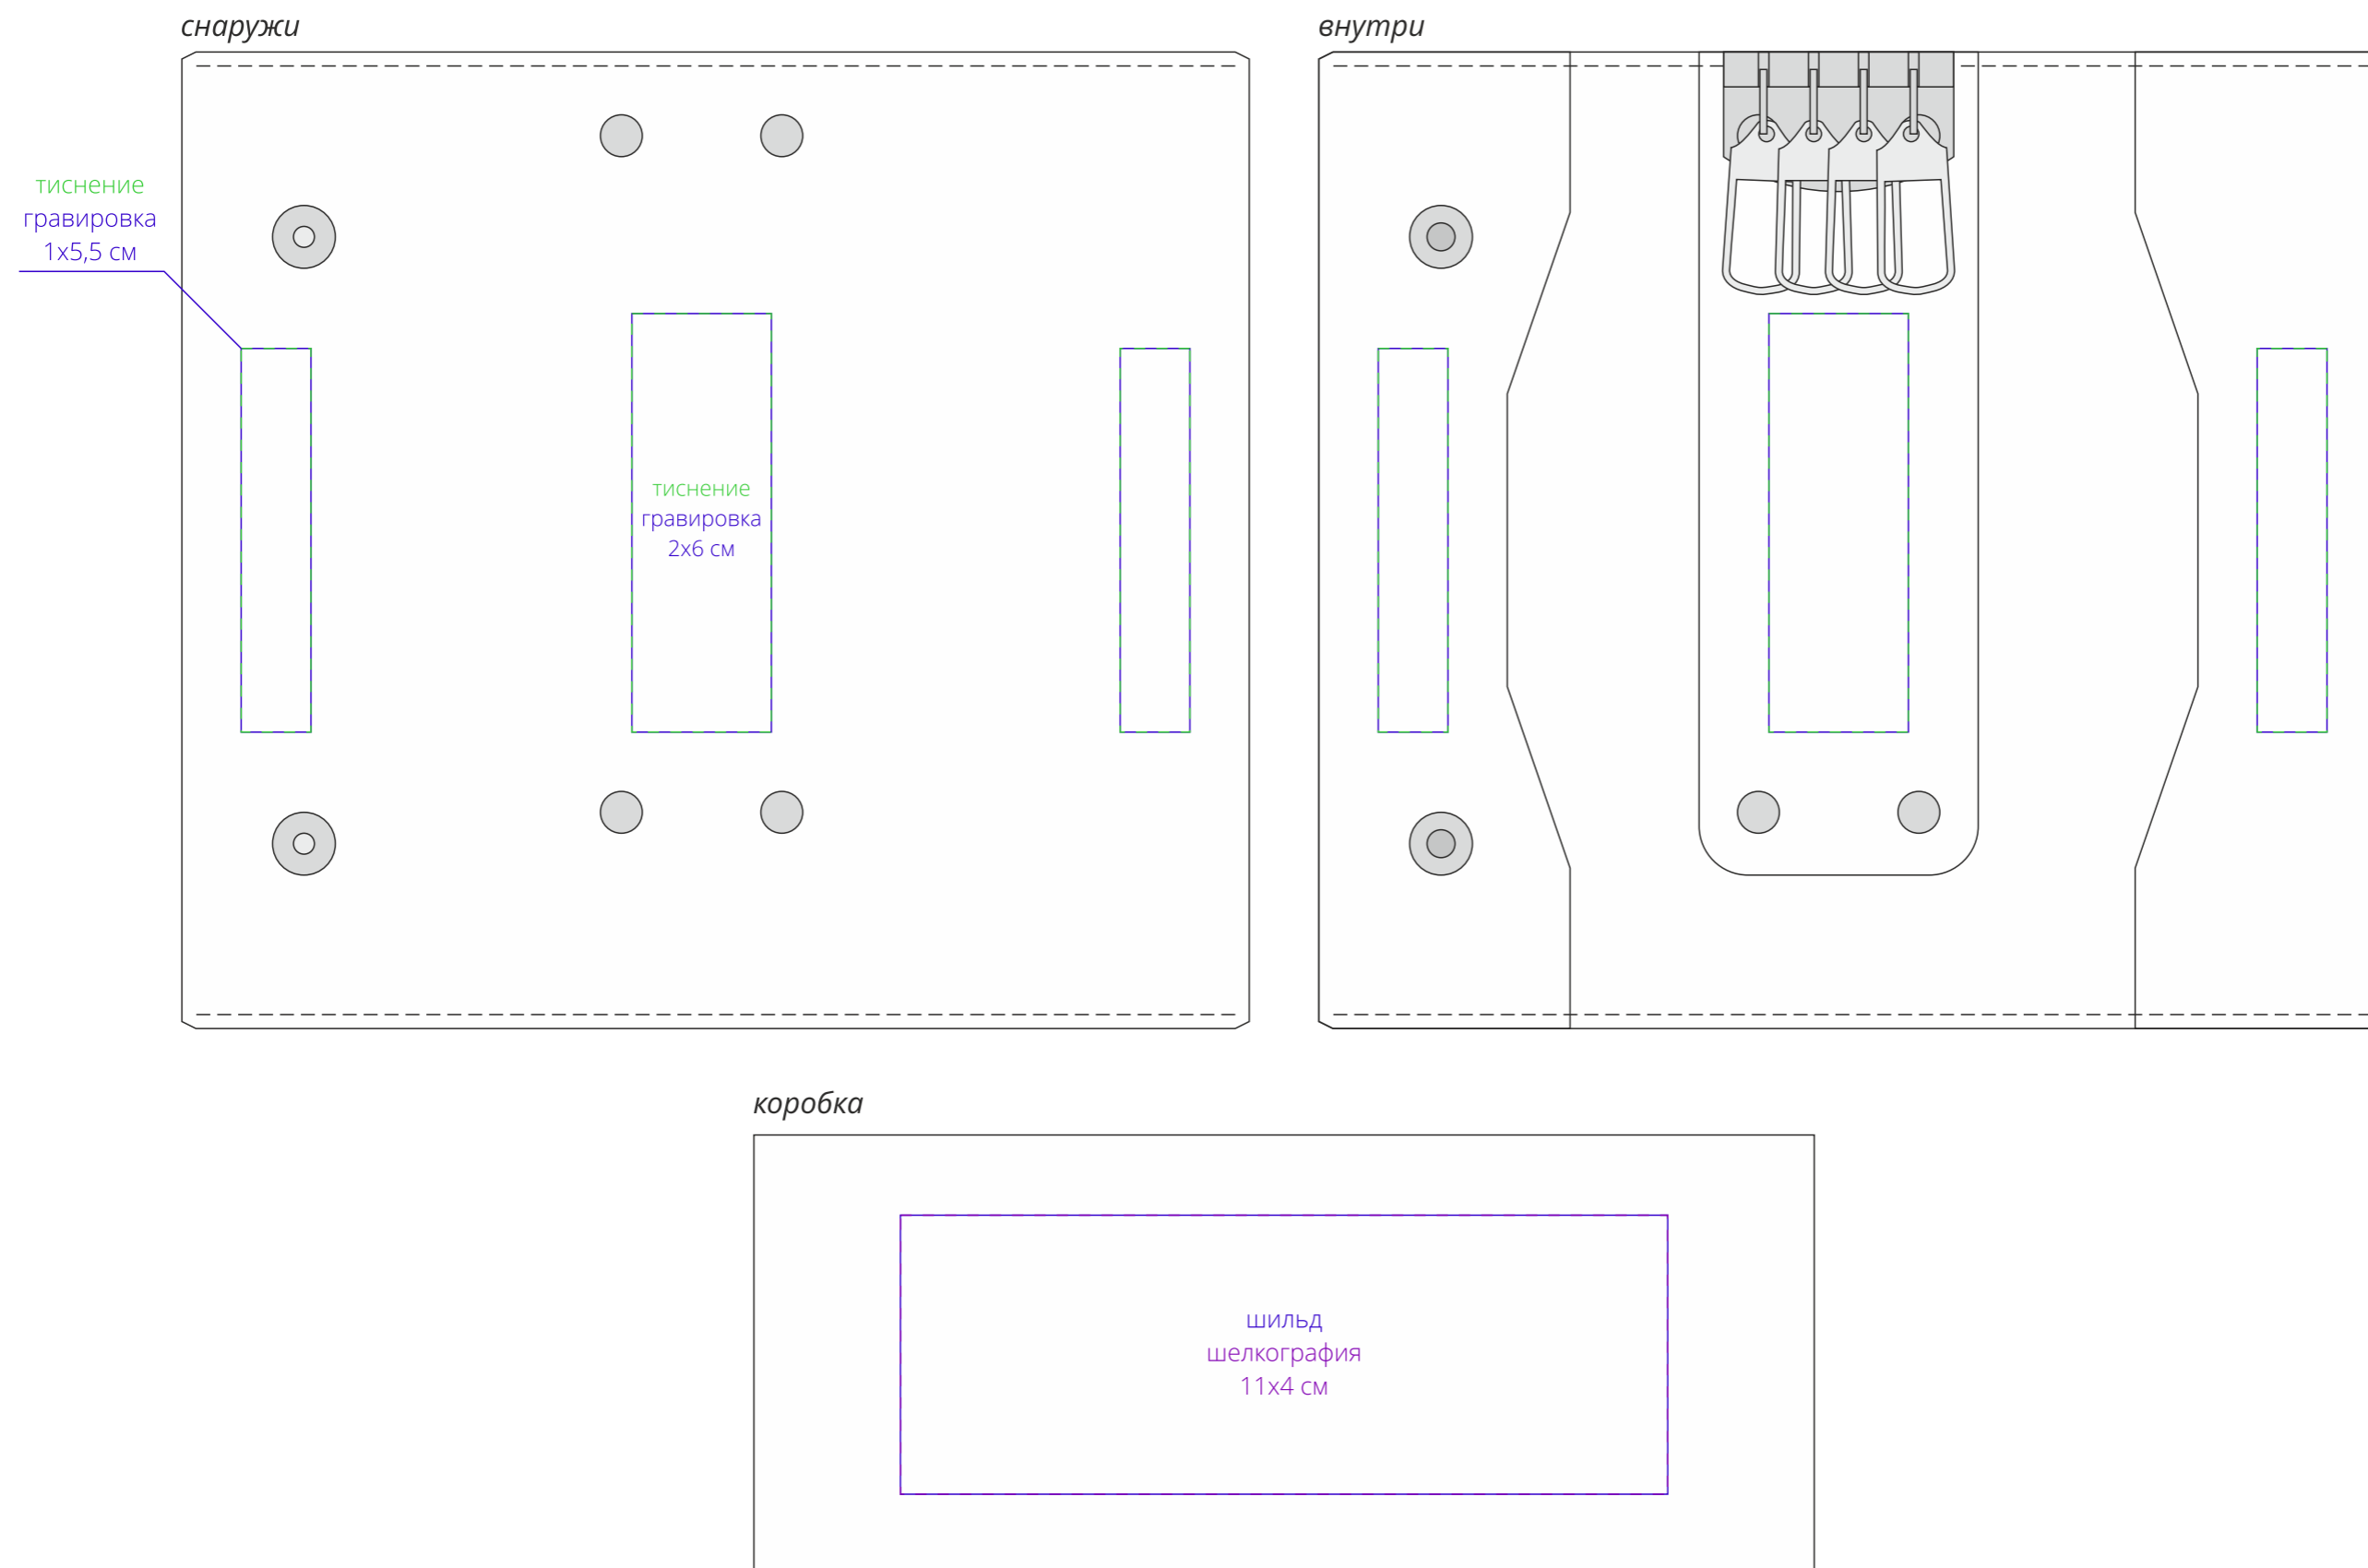 снаружи
внутри
тиснение
гравировка
1х5,5 см
тиснение
гравировка
2х6 см
коробка
шильд
шелкография
11х4 см